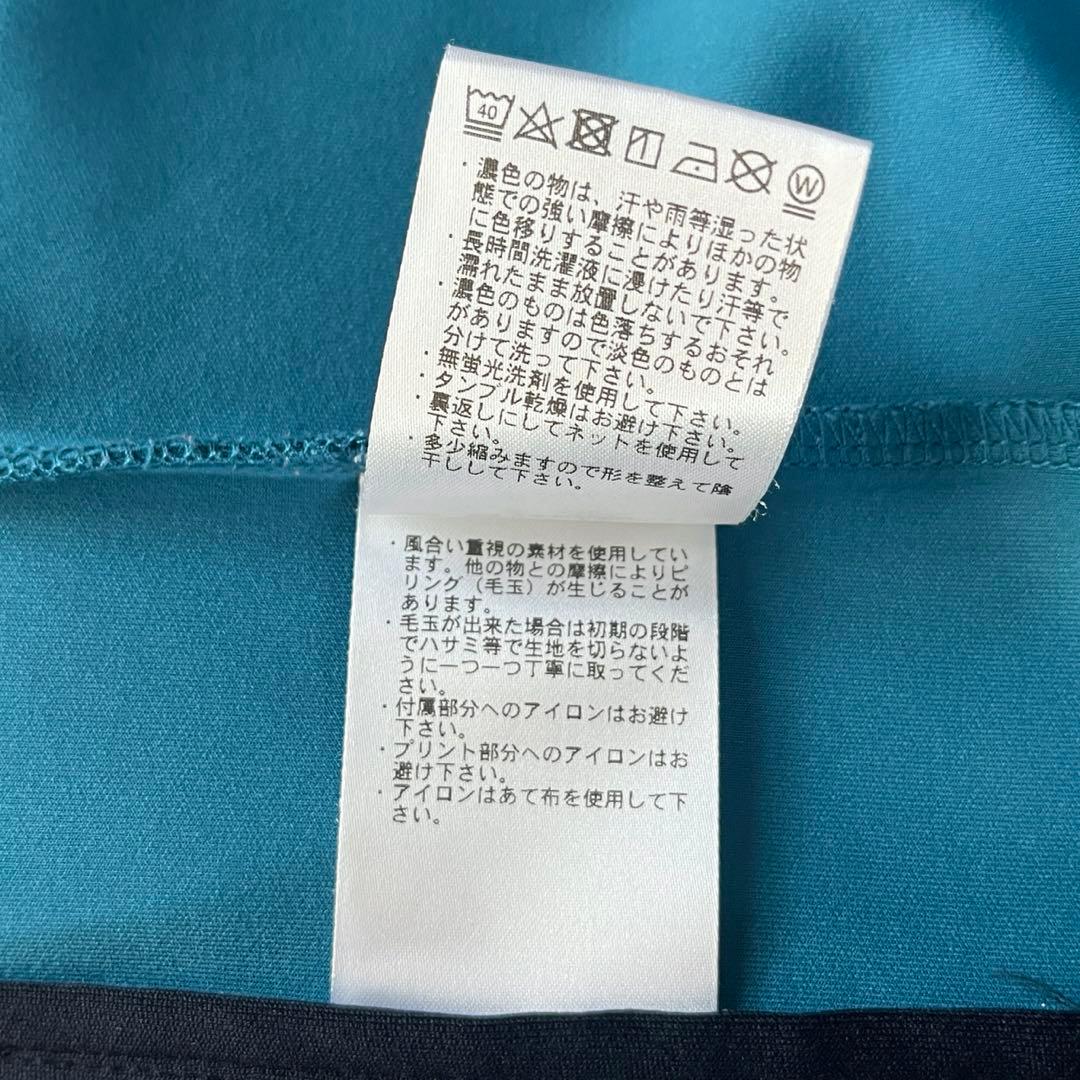 40
W
・濃色の物は、汗や雨等湿った状
態での強い摩擦によりほかの物
に色移りすることがあります。
・長時間洗濯液に浸けたり汗等で
濡れたまま放置しないで下さい。
・濃色のものは色落ちするおそれ
がありますので淡色のものとは
分けて洗って下さい。
・無蛍光洗剤を使用して下さい。
・タンブル乾燥はお避け下さい。
・裏返しにしてネットを使用して
下さい。
・多少縮みますので形を整えて陰
干しして下さい。
・風合い重視の素材を使用してい
ます。他の物との摩擦によりピ
リング（毛玉）が生じることが
あります。
・毛玉が出来た場合は初期の段階
でハサミ等で生地を切らないよ
うに一つ一つ丁寧に取ってくだ
さい。
・付属部分へのアイロンはお避け
下さい。
・プリント部分へのアイロンはお
避け下さい。
・アイロンはあて布を使用して下
さい。